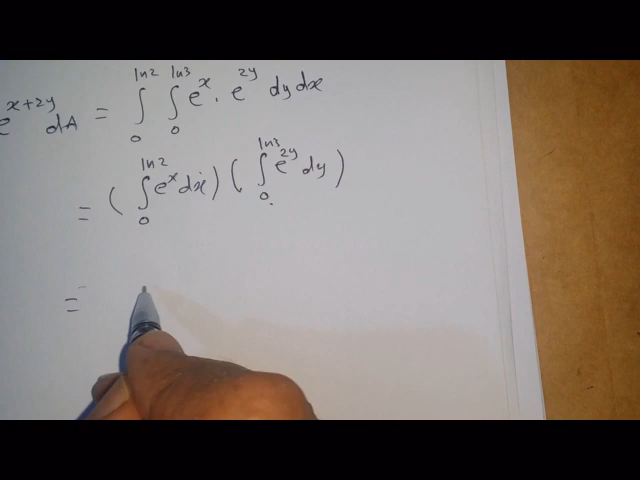 e^{x+2y} dA = ∫_0^{ln2} ∫_0^{ln3} e^x · e^{2y} dy dx
= ( ∫_0^{ln2} e^x dx ) ( ∫_0^{ln3} e^{2y} dy )
=